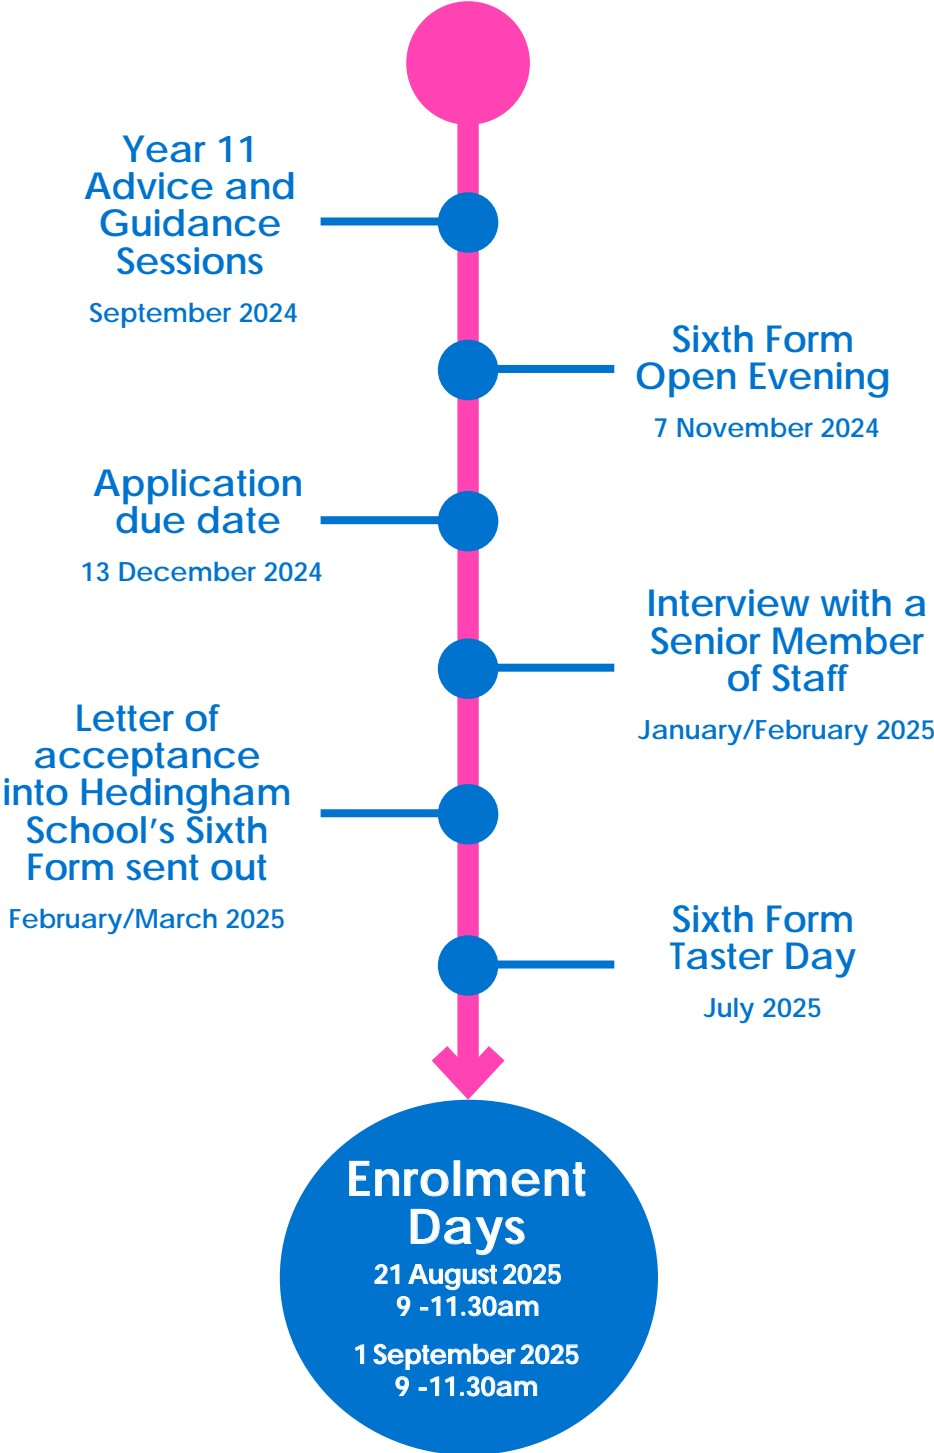 Year 11
Advice and
Guidance
Sessions
September 2024
Sixth Form
Open Evening
7 November 2024
Application
due date
13 December 2024
Interview with a
Senior Member
of Staff
January/February 2025
Letter of
acceptance
into Hedingham
School’s Sixth
Form sent out
February/March 2025
Sixth Form
Taster Day
July 2025
Enrolment
Days
21 August 2025
9 -11.30am
1 September 2025
9 -11.30am